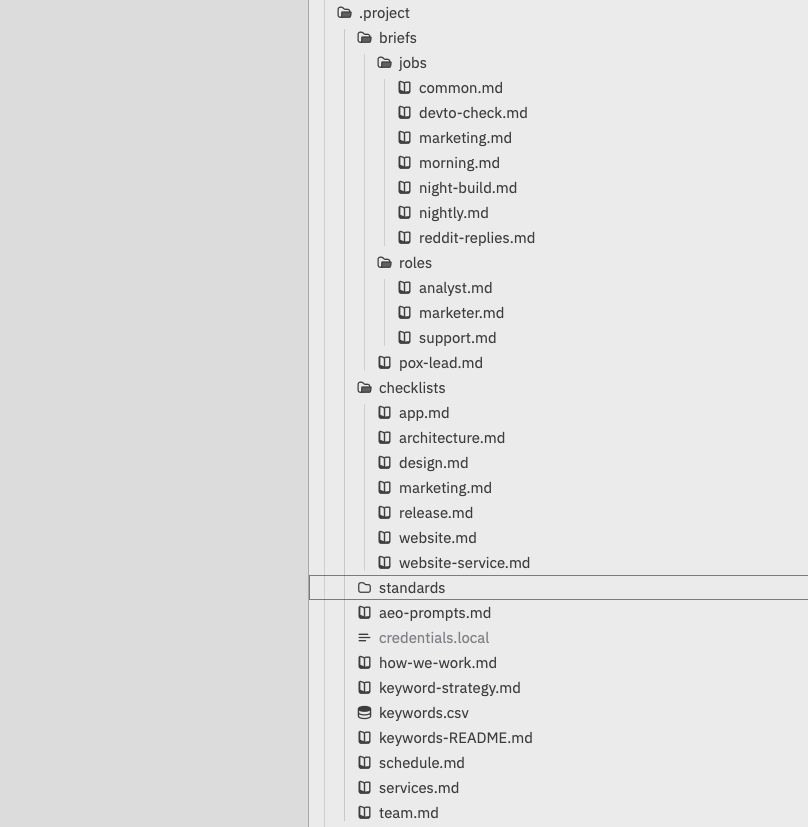 .project
briefs
jobs
common.md
devto-check.md
marketing.md
morning.md
night-build.md
nightly.md
reddit-replies.md
roles
analyst.md
marketer.md
support.md
pox-lead.md
checklists
app.md
architecture.md
design.md
marketing.md
release.md
website.md
website-service.md
standards
aeo-prompts.md
credentials.local
how-we-work.md
keyword-strategy.md
keywords.csv
keywords-README.md
schedule.md
services.md
team.md